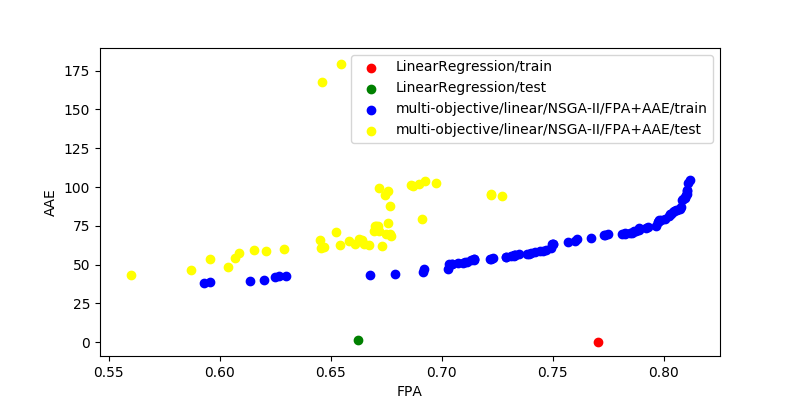 175
150
125
100
75
50
25
0
AAE
0.55 0.60 0.65 0.70 0.75 0.80
FPA
LinearRegression/train
LinearRegression/test
multi-objective/linear/NSGA-II/FPA+AAE/train
multi-objective/linear/NSGA-II/FPA+AAE/test